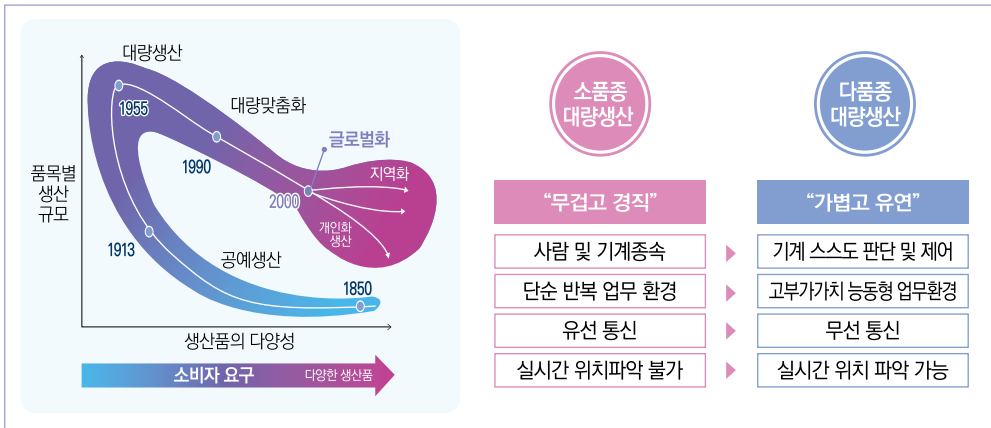 대량생산
1955
대량맞춤화
1990
글로벌화
지역화
2000
개인화
생산
품목별
생산
규모
1913
공예생산
1850
생산품의 다양성
소비자 요구
다양한 생산품
소품종
대량생산
다품종
대량생산
“무겁고 경직”
“가볍고 유연”
사람 및 기계종속
기계 스스도 판단 및 제어
단순 반복 업무 환경
고부가가치 능동형 업무환경
유선 통신
무선 통신
실시간 위치파악 불가
실시간 위치 파악 가능